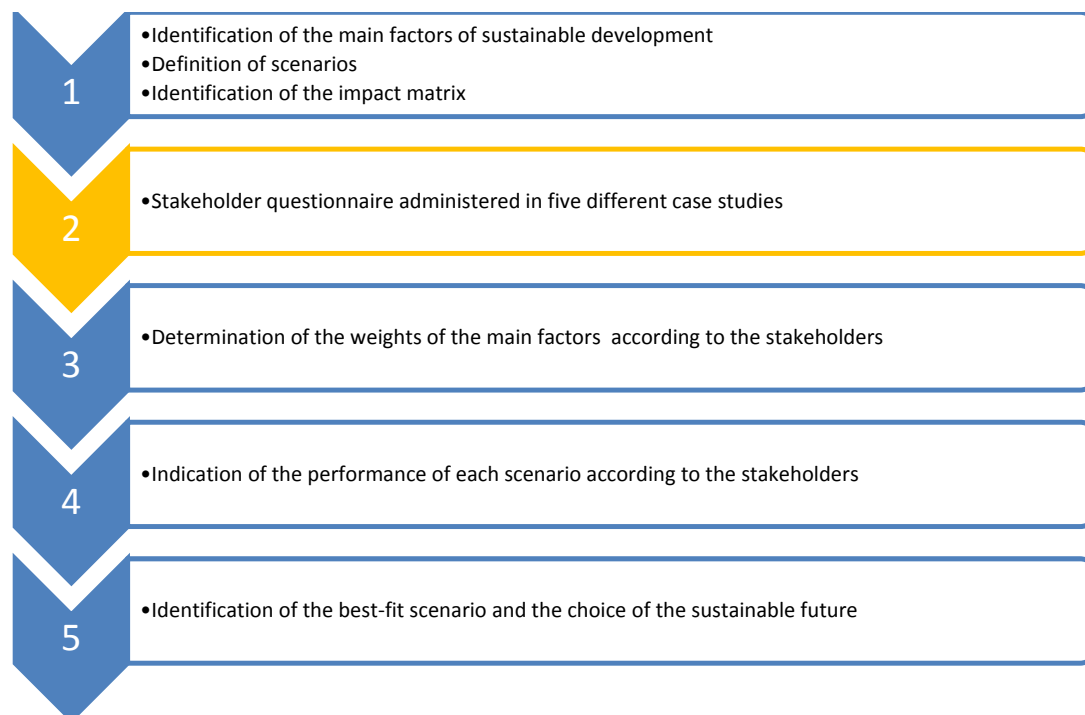 1
•Identification of the main factors of sustainable development
•Definition of scenarios
•Identification of the impact matrix
2
•Stakeholder questionnaire administered in five different case studies
3
•Determination of the weights of the main factors  according to the stakeholders
4
•Indication of the performance of each scenario according to the stakeholders
5
•Identification of the best-fit scenario and the choice of the sustainable future